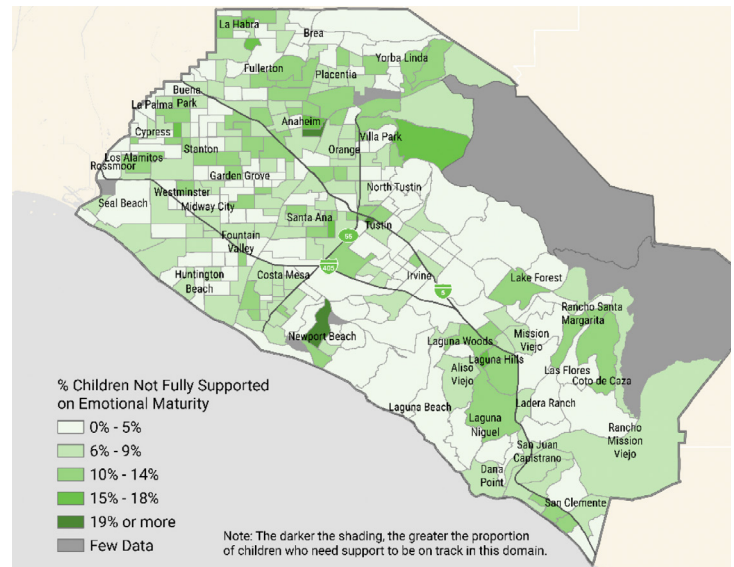 La Habra
Brea
Yorba Linda
Fullerton
Placentia
Buena
Park
La Palma
Anaheim
Cypress
Villa Park
Stanton
Orange
Los Alamitos
Rossmoor
Garden Grove
North Tustin
Westminster
Seal Beach
Midway City
Santa Ana
Tustin
55
Fountain
Valley
405
Irvine
5
Lake Forest
Huntington
Beach
Costa Mesa
Rancho Santa
Margarita
Newport Beach
Laguna Woods
Mission
Viejo
Laguna Hills
Aliso
Viejo
Las Flores
Coto de Caza
Laguna Beach
Ladera Ranch
Laguna
Niguel
Rancho
Mission
Viejo
San Juan
Capistrano
Dana
Point
San Clemente
% Children Not Fully Supported
on Emotional Maturity
0% - 5%
6% - 9%
10% - 14%
15% - 18%
19% or more
Few Data
Note: The darker the shading, the greater the proportion
of children who need support to be on track in this domain.